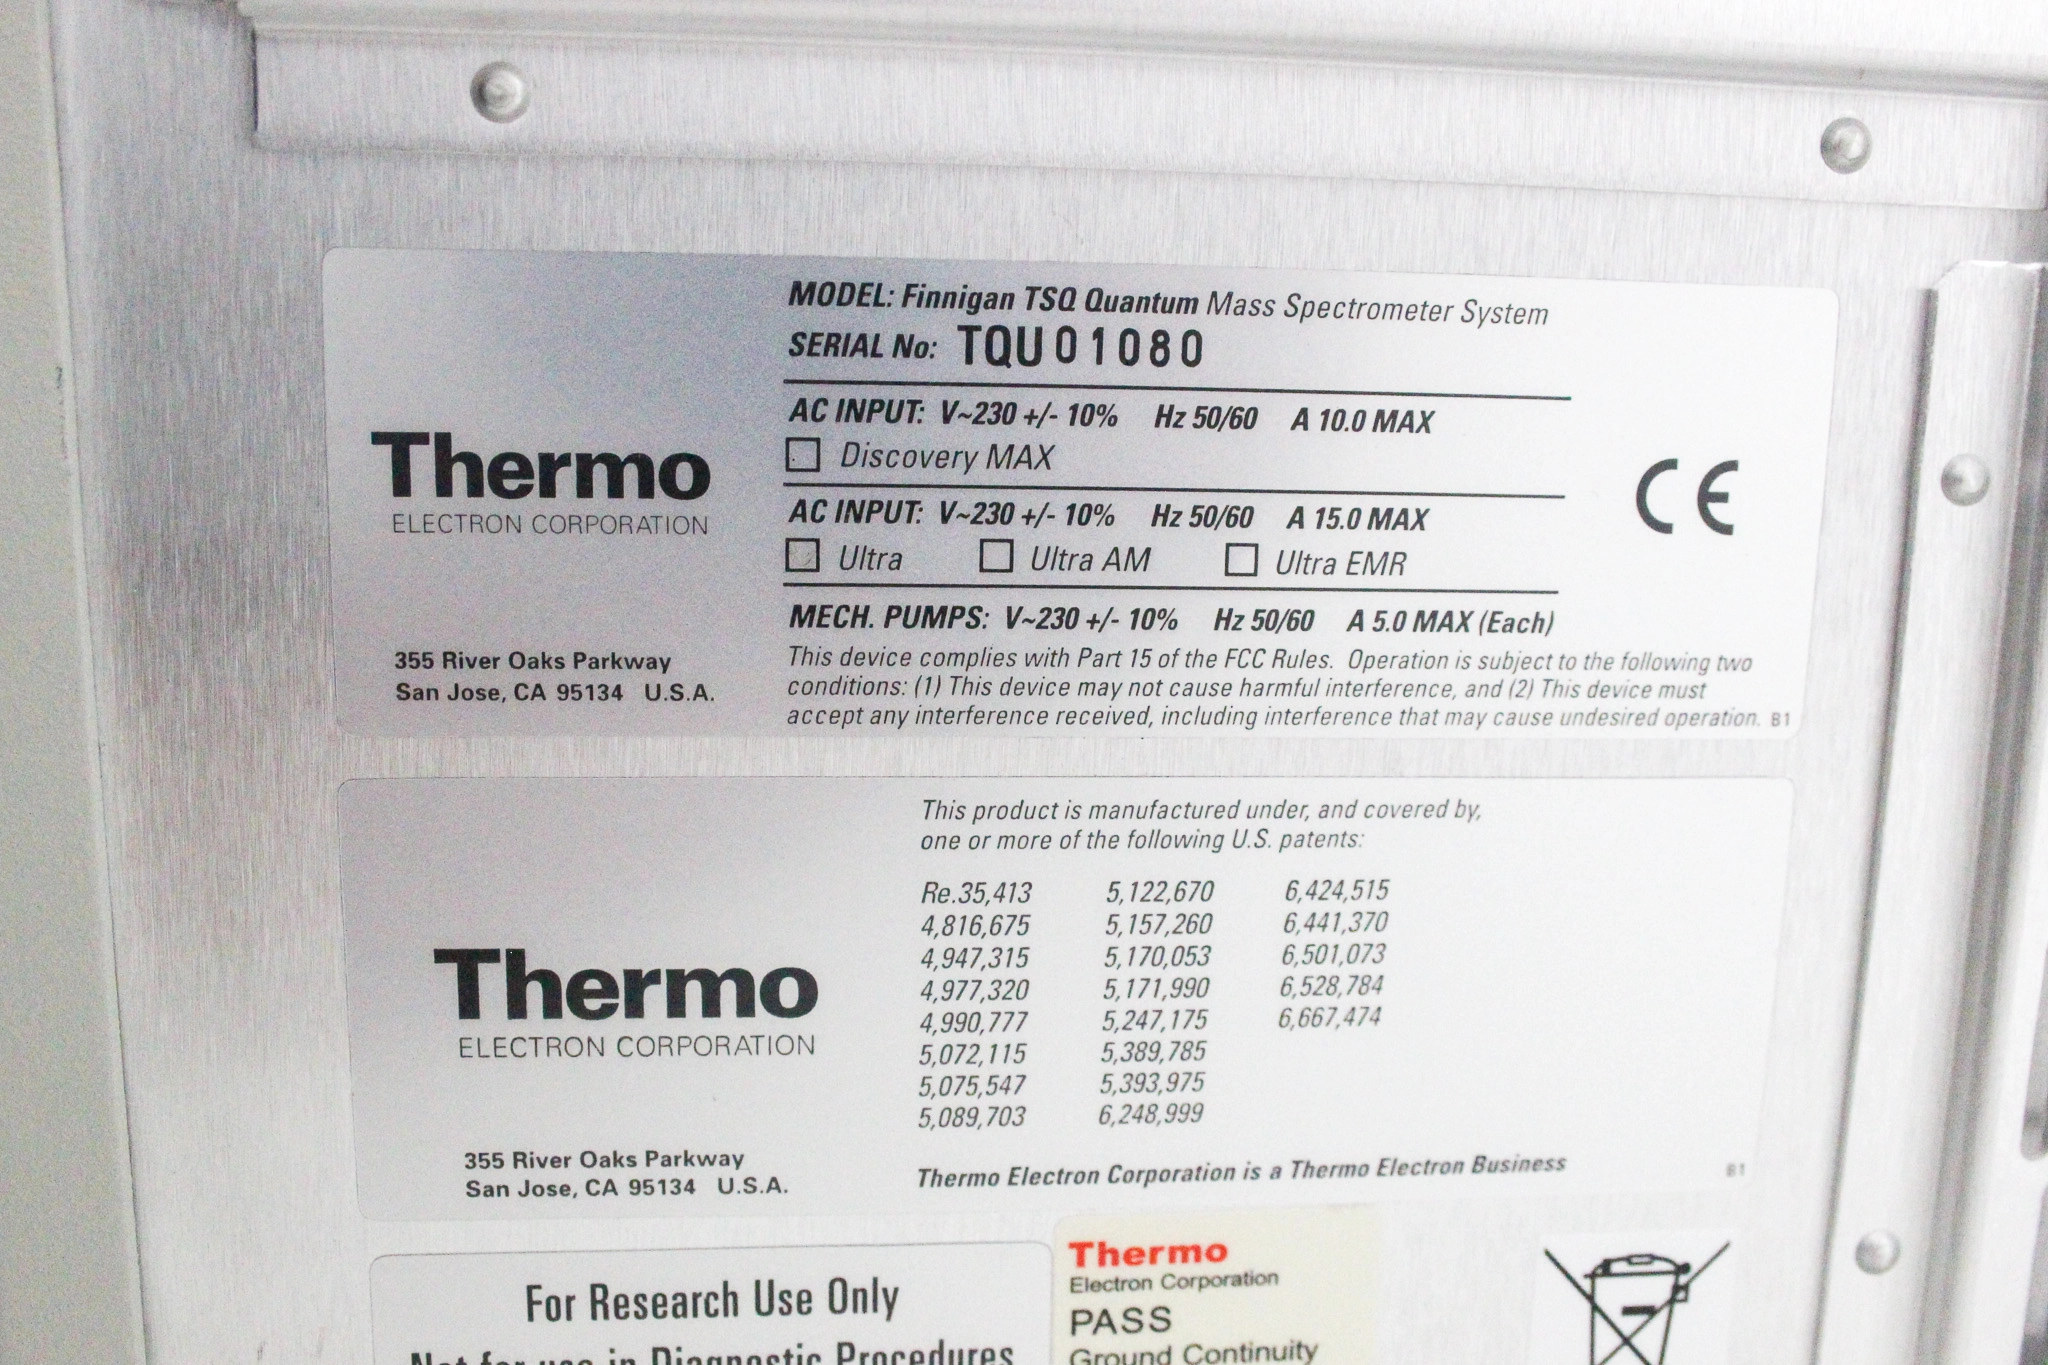 MODEL: Finnigan TSQ Quantum Mass Spectrometer System
SERIAL No: TQU01080
AC INPUT: V~230 +/- 10% Hz 50/60 A 10.0 MAX
Discovery MAX
AC INPUT: V~230 +/- 10% Hz 50/60 A 15.0 MAX
Ultra Ultra AM Ultra EMR
MECH. PUMPS: V~230 +/- 10% Hz 50/60 A 5.0 MAX (Each)
This device complies with Part 15 of the FCC Rules. Operation is subject to the following two
conditions: (1) This device may not cause harmful interference, and (2) This device must
accept any interference received, including interference that may cause undesired operation. B1
Thermo
ELECTRON CORPORATION
355 River Oaks Parkway
San Jose, CA 95134 U.S.A.
CE
This product is manufactured under, and covered by,
one or more of the following U.S. patents:
Re.35,413 5,122,670 6,424,515
4,816,675 5,157,260 6,441,370
4,947,315 5,170,053 6,501,073
4,977,320 5,171,990 6,528,784
4,990,777 5,247,175 6,667,474
5,072,115 5,389,785
5,075,547 5,393,975
5,089,703 6,248,999
Thermo Electron Corporation is a Thermo Electron Business B1
Thermo
ELECTRON CORPORATION
355 River Oaks Parkway
San Jose, CA 95134 U.S.A.
For Research Use Only
Not for use in Diagnostic Procedures
Thermo
Electron Corporation
PASS
Ground Continuity